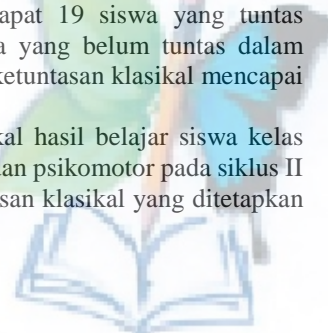 apat 19 siswa yang tuntas
a yang belum tuntas dalam
ketuntasan klasikal mencapai
kal hasil belajar siswa kelas
dan psikomotor pada siklus II
san klasikal yang ditetapkan